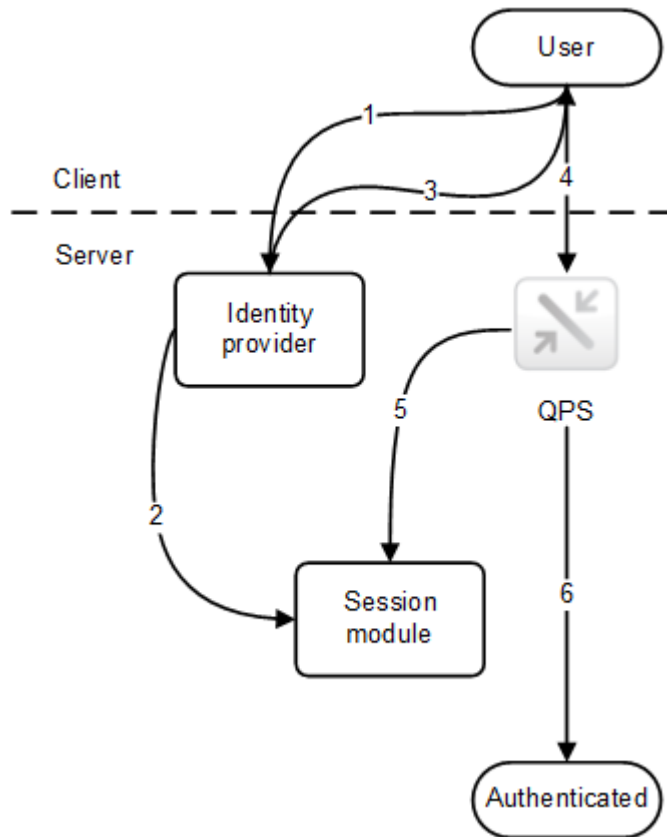 User
1
3
4
Client
Server
Identity
provider
5
QPS
2
6
Session
module
Authenticated